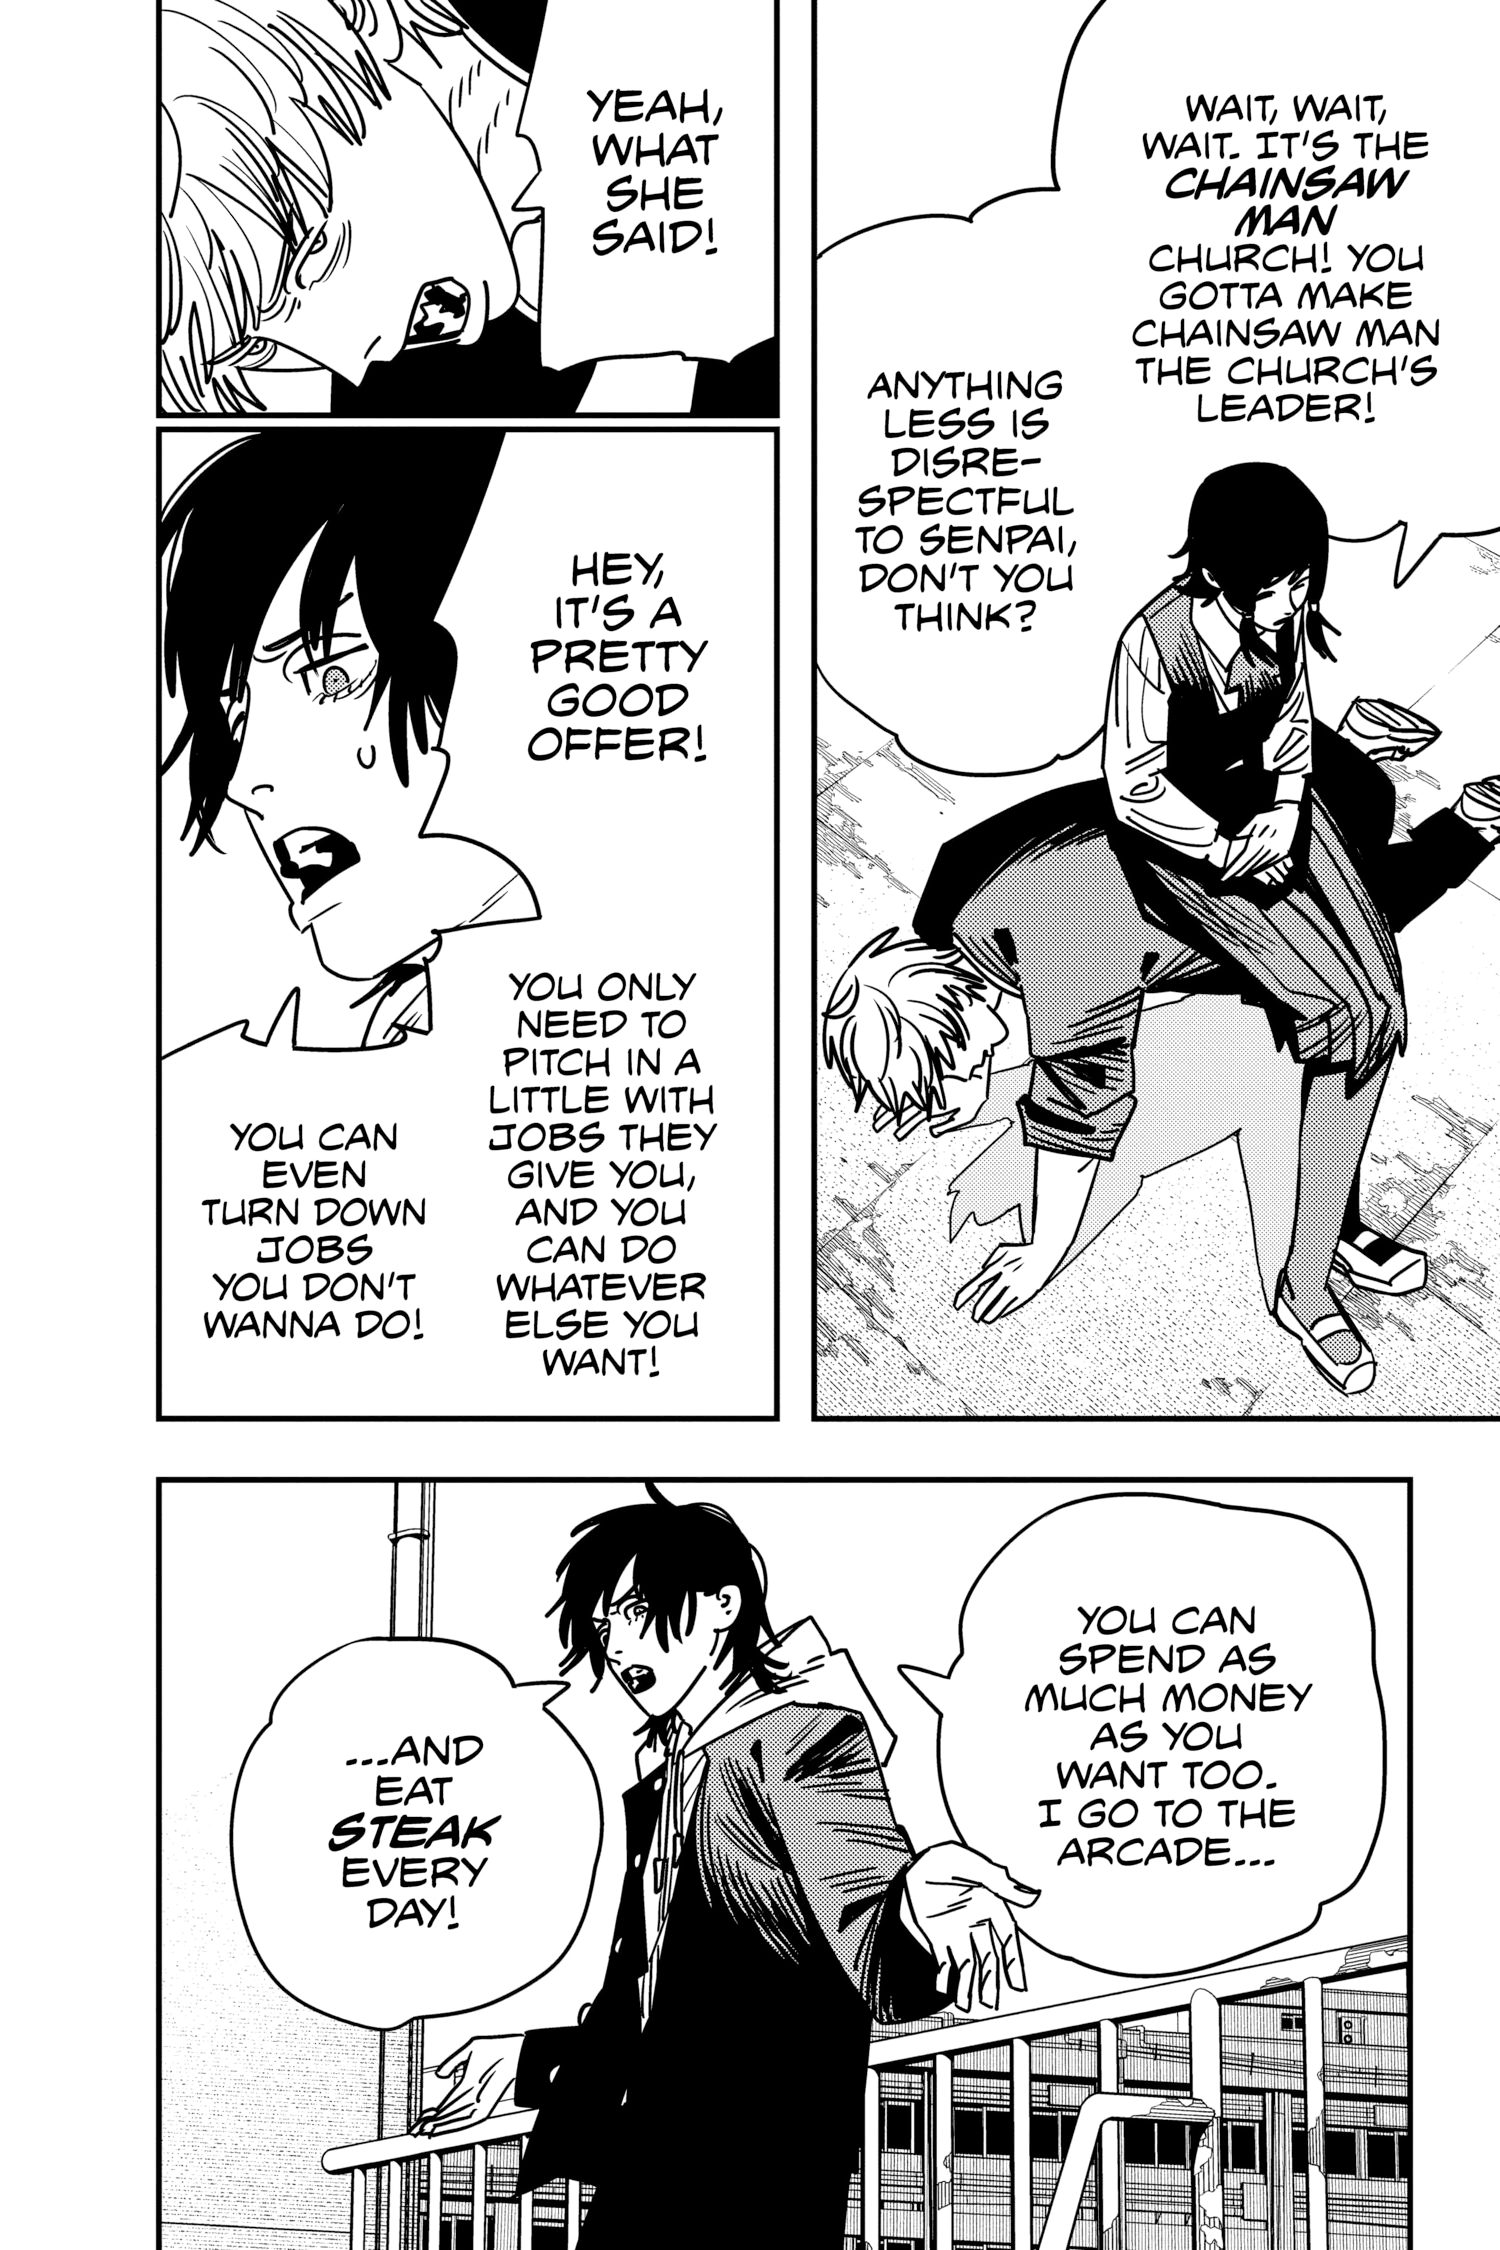 WAIT, WAIT,
WAIT. IT'S THE
CHAINSAW
MAN
CHURCH! YOU
GOTTA MAKE
CHAINSAW MAN
THE CHURCH'S
LEADER!
ANYTHING
LESS IS
DISRE-
SPECTFUL
TO SENPAI,
DON'T YOU
THINK?
YEAH,
WHAT
SHE
SAID!
HEY,
IT'S A
PRETTY
GOOD
OFFER!
YOU ONLY
NEED TO
PITCH IN A
LITTLE WITH
JOBS THEY
GIVE YOU,
AND YOU
CAN DO
WHATEVER
ELSE YOU
WANT!
YOU CAN
EVEN
TURN DOWN
JOBS
YOU DON'T
WANNA DO!
YOU CAN
SPEND AS
MUCH MONEY
AS YOU
WANT TOO.
I GO TO THE
ARCADE...
...AND
EAT
STEAK
EVERY
DAY!